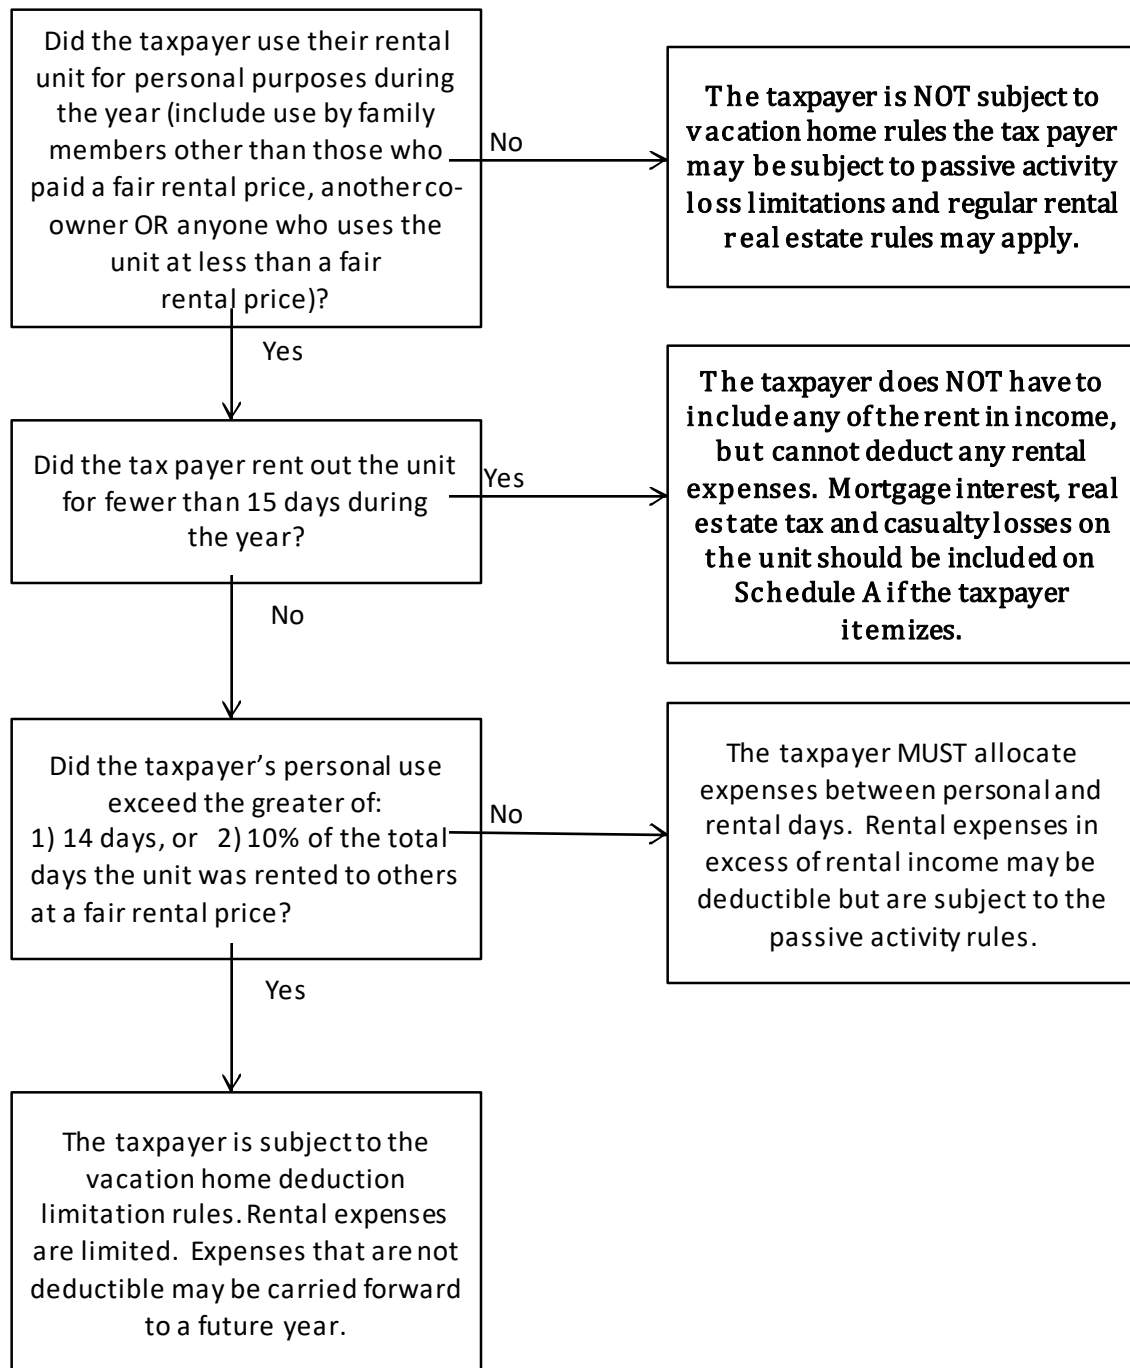 Did the taxpayer use their rental
unit for personal purposes during
the year (include use by family
members other than those who
paid a fair rental price, another co-
owner OR anyone who uses the
unit at less than a fair
rental price)?
No
The taxpayer is NOT subject to
vacation home rules the tax payer
may be subject to passive activity
loss limitations and regular rental
real estate rules may apply.
Yes
Did the tax payer rent out the unit
for fewer than 15 days during
the year?
Yes
The taxpayer does NOT have to
include any of the rent in income,
but cannot deduct any rental
expenses. Mortgage interest, real
estate tax and casualty losses on
the unit should be included on
Schedule A if the taxpayer
itemizes.
No
Did the taxpayer’s personal use
exceed the greater of:
1) 14 days, or 2) 10% of the total
days the unit was rented to others
at a fair rental price?
No
The taxpayer MUST allocate
expenses between personal and
rental days. Rental expenses in
excess of rental income may be
deductible but are subject to the
passive activity rules.
Yes
The taxpayer is subject to the
vacation home deduction
limitation rules. Rental expenses
are limited. Expenses that are not
deductible may be carried forward
to a future year.